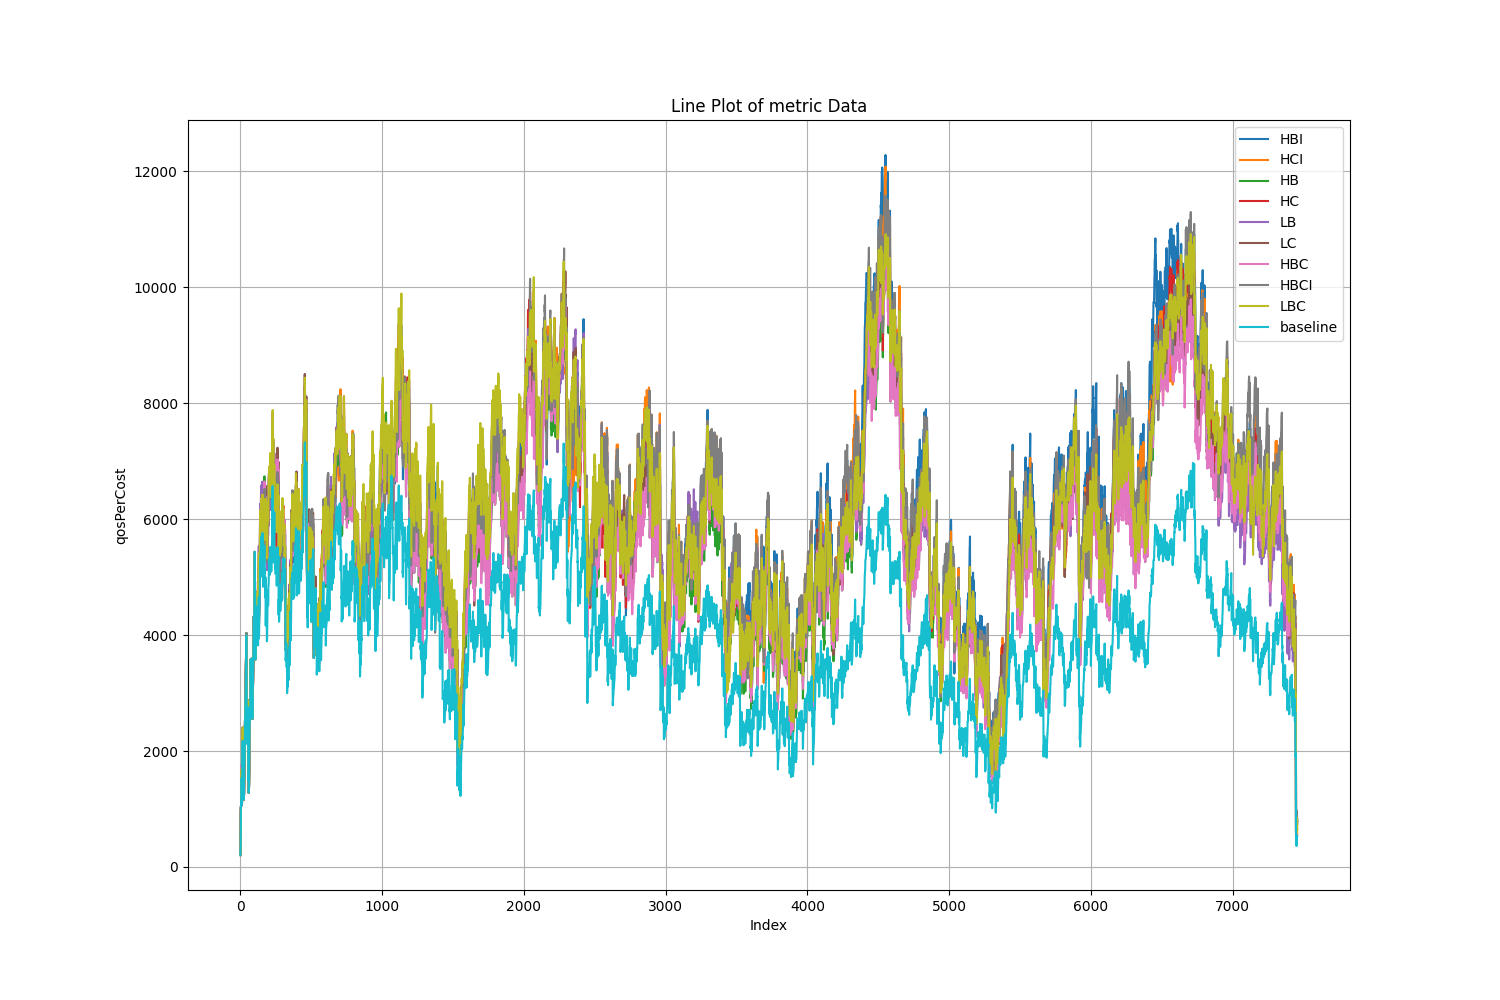 Line Plot of metric Data
HBI
HCI
HB
HC
LB
LC
HBC
HBCI
LBC
baseline
qosPerCost
12000
10000
8000
6000
4000
2000
0
0 1000 2000 3000 4000 5000 6000 7000
Index